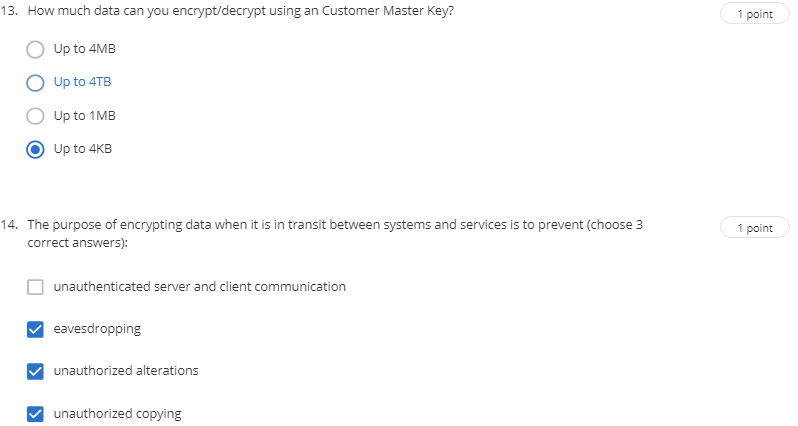 13. How much data can you encrypt/decrypt using an Customer Master Key?
1 point
Up to 4MB
Up to 4TB
Up to 1MB
Up to 4KB
14. The purpose of encrypting data when it is in transit between systems and services is to prevent (choose 3
correct answers):
1 point
unauthenticated server and client communication
eavesdropping
unauthorized alterations
unauthorized copying